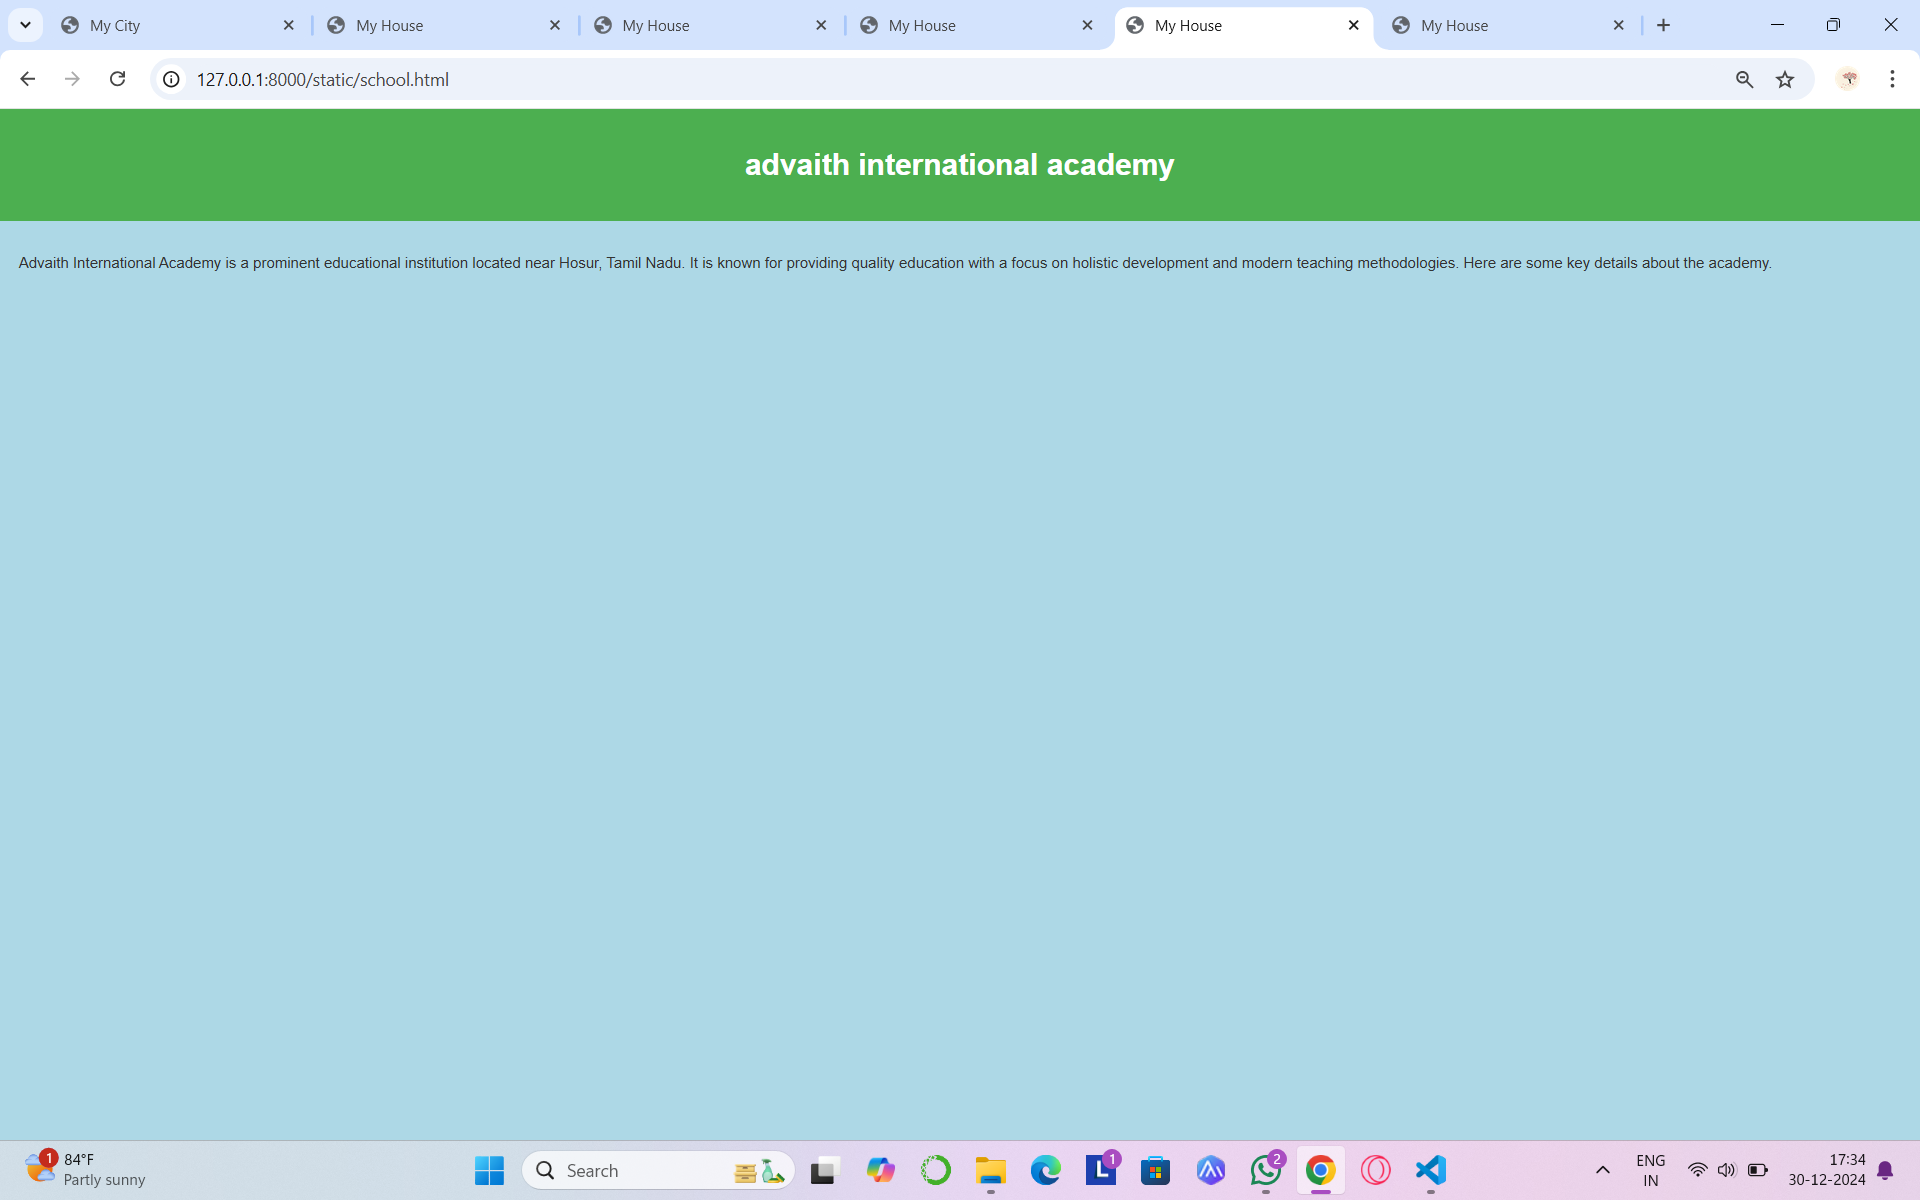 My City
My House
My House
My House
My House
My House
127.0.0.1:8000/static/school.html
advaith international academy
Advaith International Academy is a prominent educational institution located near Hosur, Tamil Nadu. It is known for providing quality education with a focus on holistic development and modern teaching methodologies. Here are some key details about the academy.
1
84°F
Partly sunny
Search
L
1
2
ENG
IN
17:34
30-12-2024